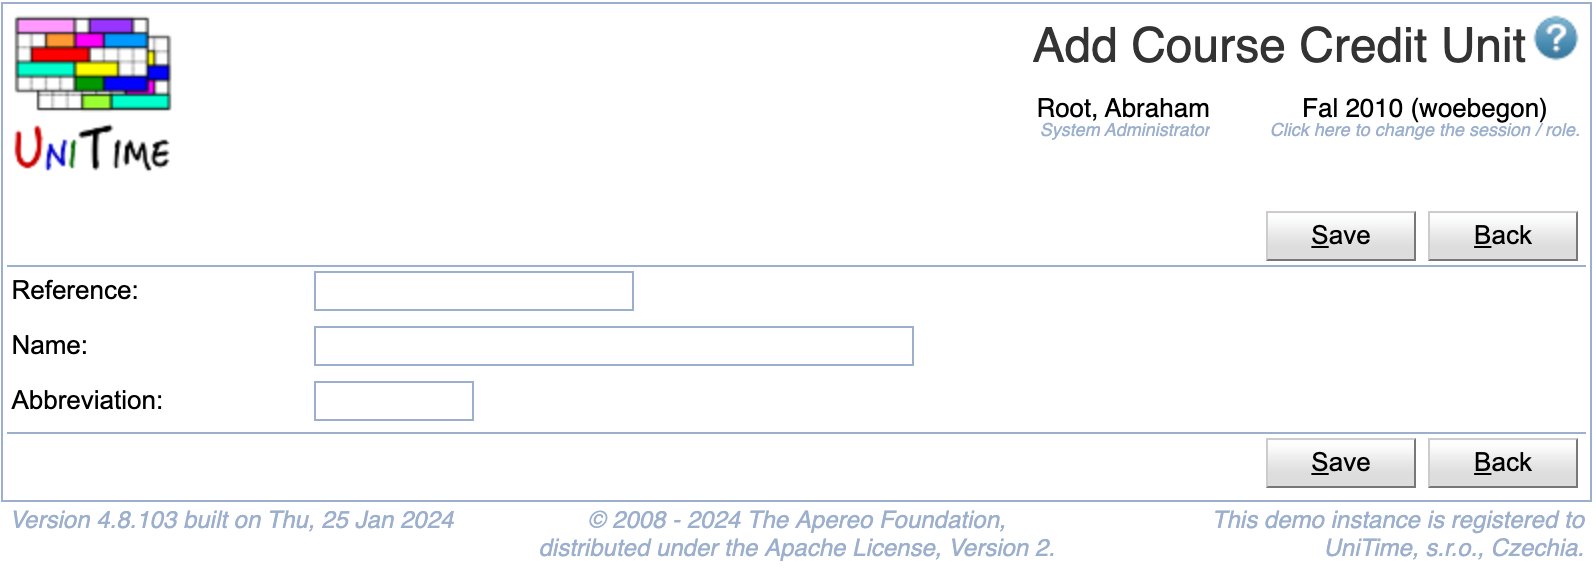 Add Course Credit Unit ?
UNITIME
Root, Abraham
System Administrator
Fal 2010 (woebegon)
Click here to change the session / role.
Save Back
Reference:
Name:
Abbreviation:
Save Back
Version 4.8.103 built on Thu, 25 Jan 2024
© 2008 - 2024 The Apereo Foundation,
distributed under the Apache License, Version 2.
This demo instance is registered to
UniTime, s.r.o., Czechia.